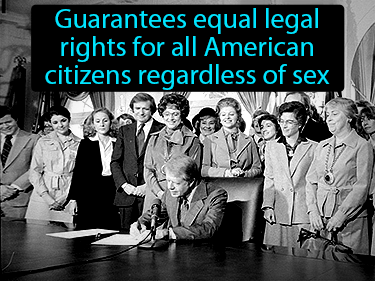 Guarantees equal legal
rights for all American
citizens regardless of sex